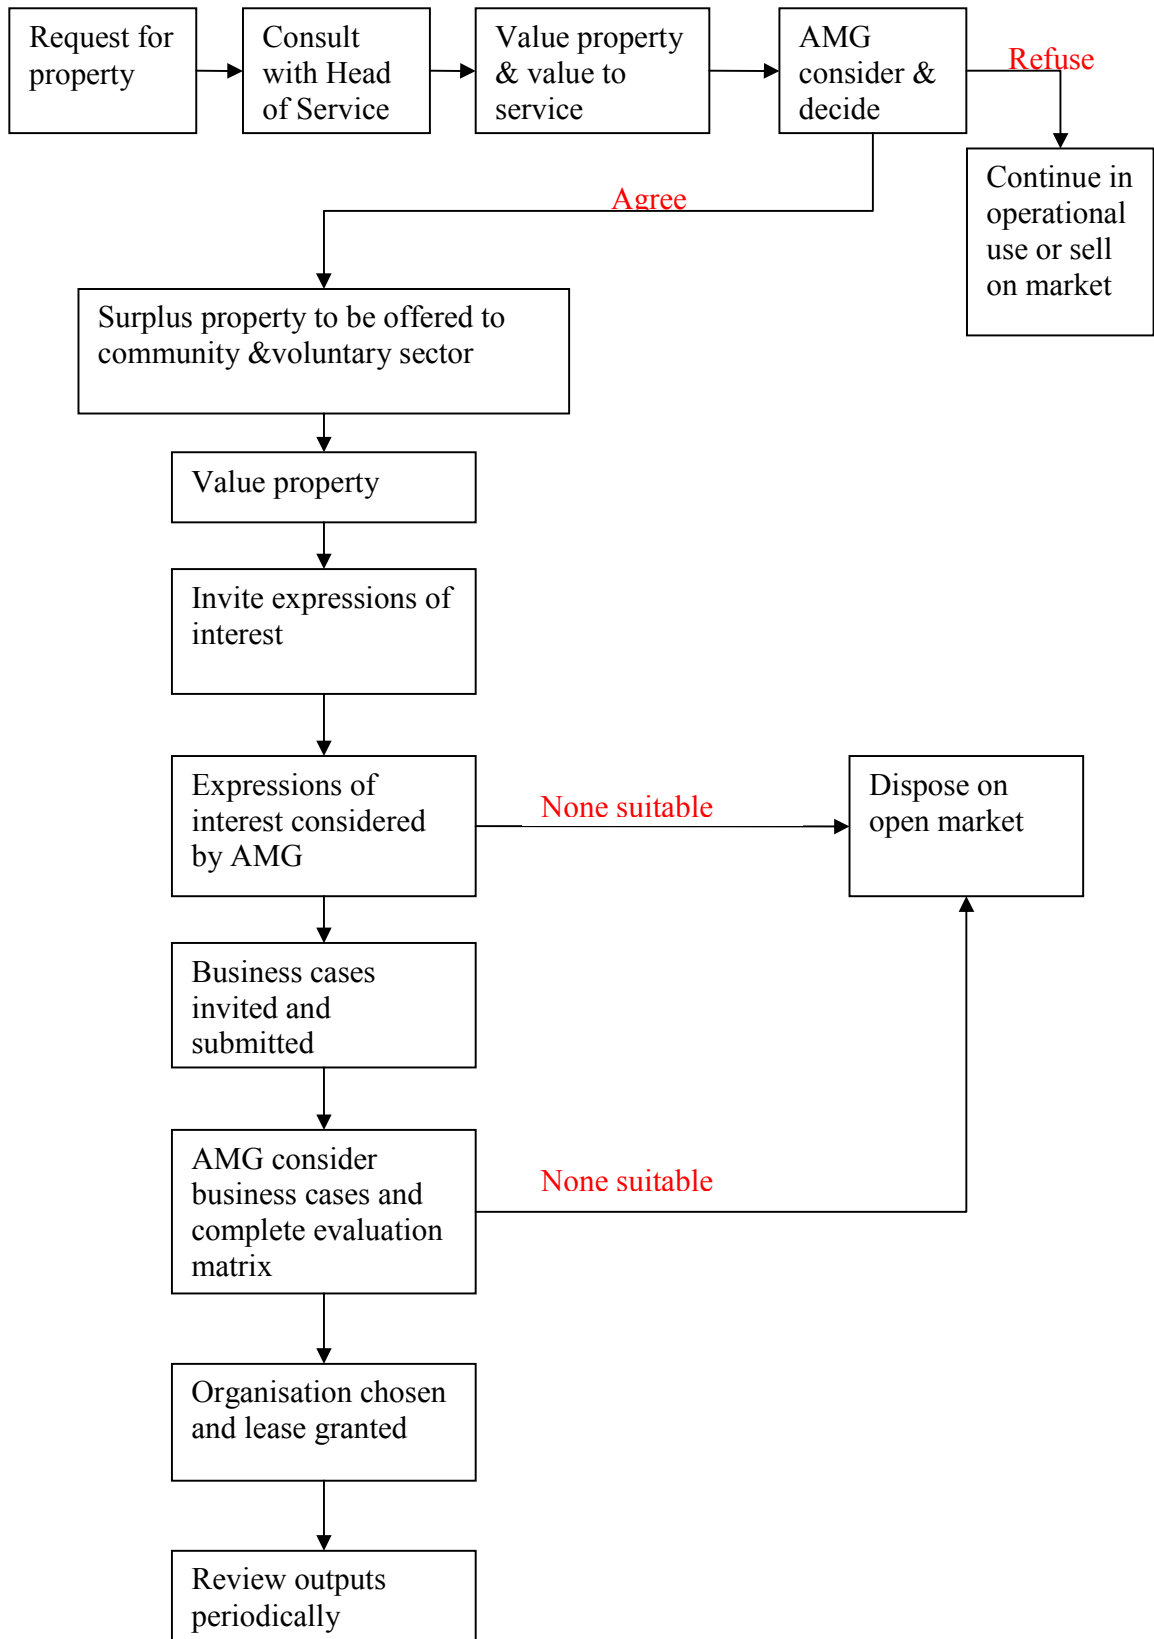 Request for
property
Consult
with Head
of Service
Value property
& value to
service
AMG
consider &
decide
Refuse
Continue in
operational
use or sell
on market
Agree
Surplus property to be offered to
community &voluntary sector
Value property
Invite expressions of
interest
Expressions of
interest considered
by AMG
None suitable
Dispose on
open market
Business cases
invited and
submitted
AMG consider
business cases and
complete evaluation
matrix
None suitable
Organisation chosen
and lease granted
Review outputs
periodically